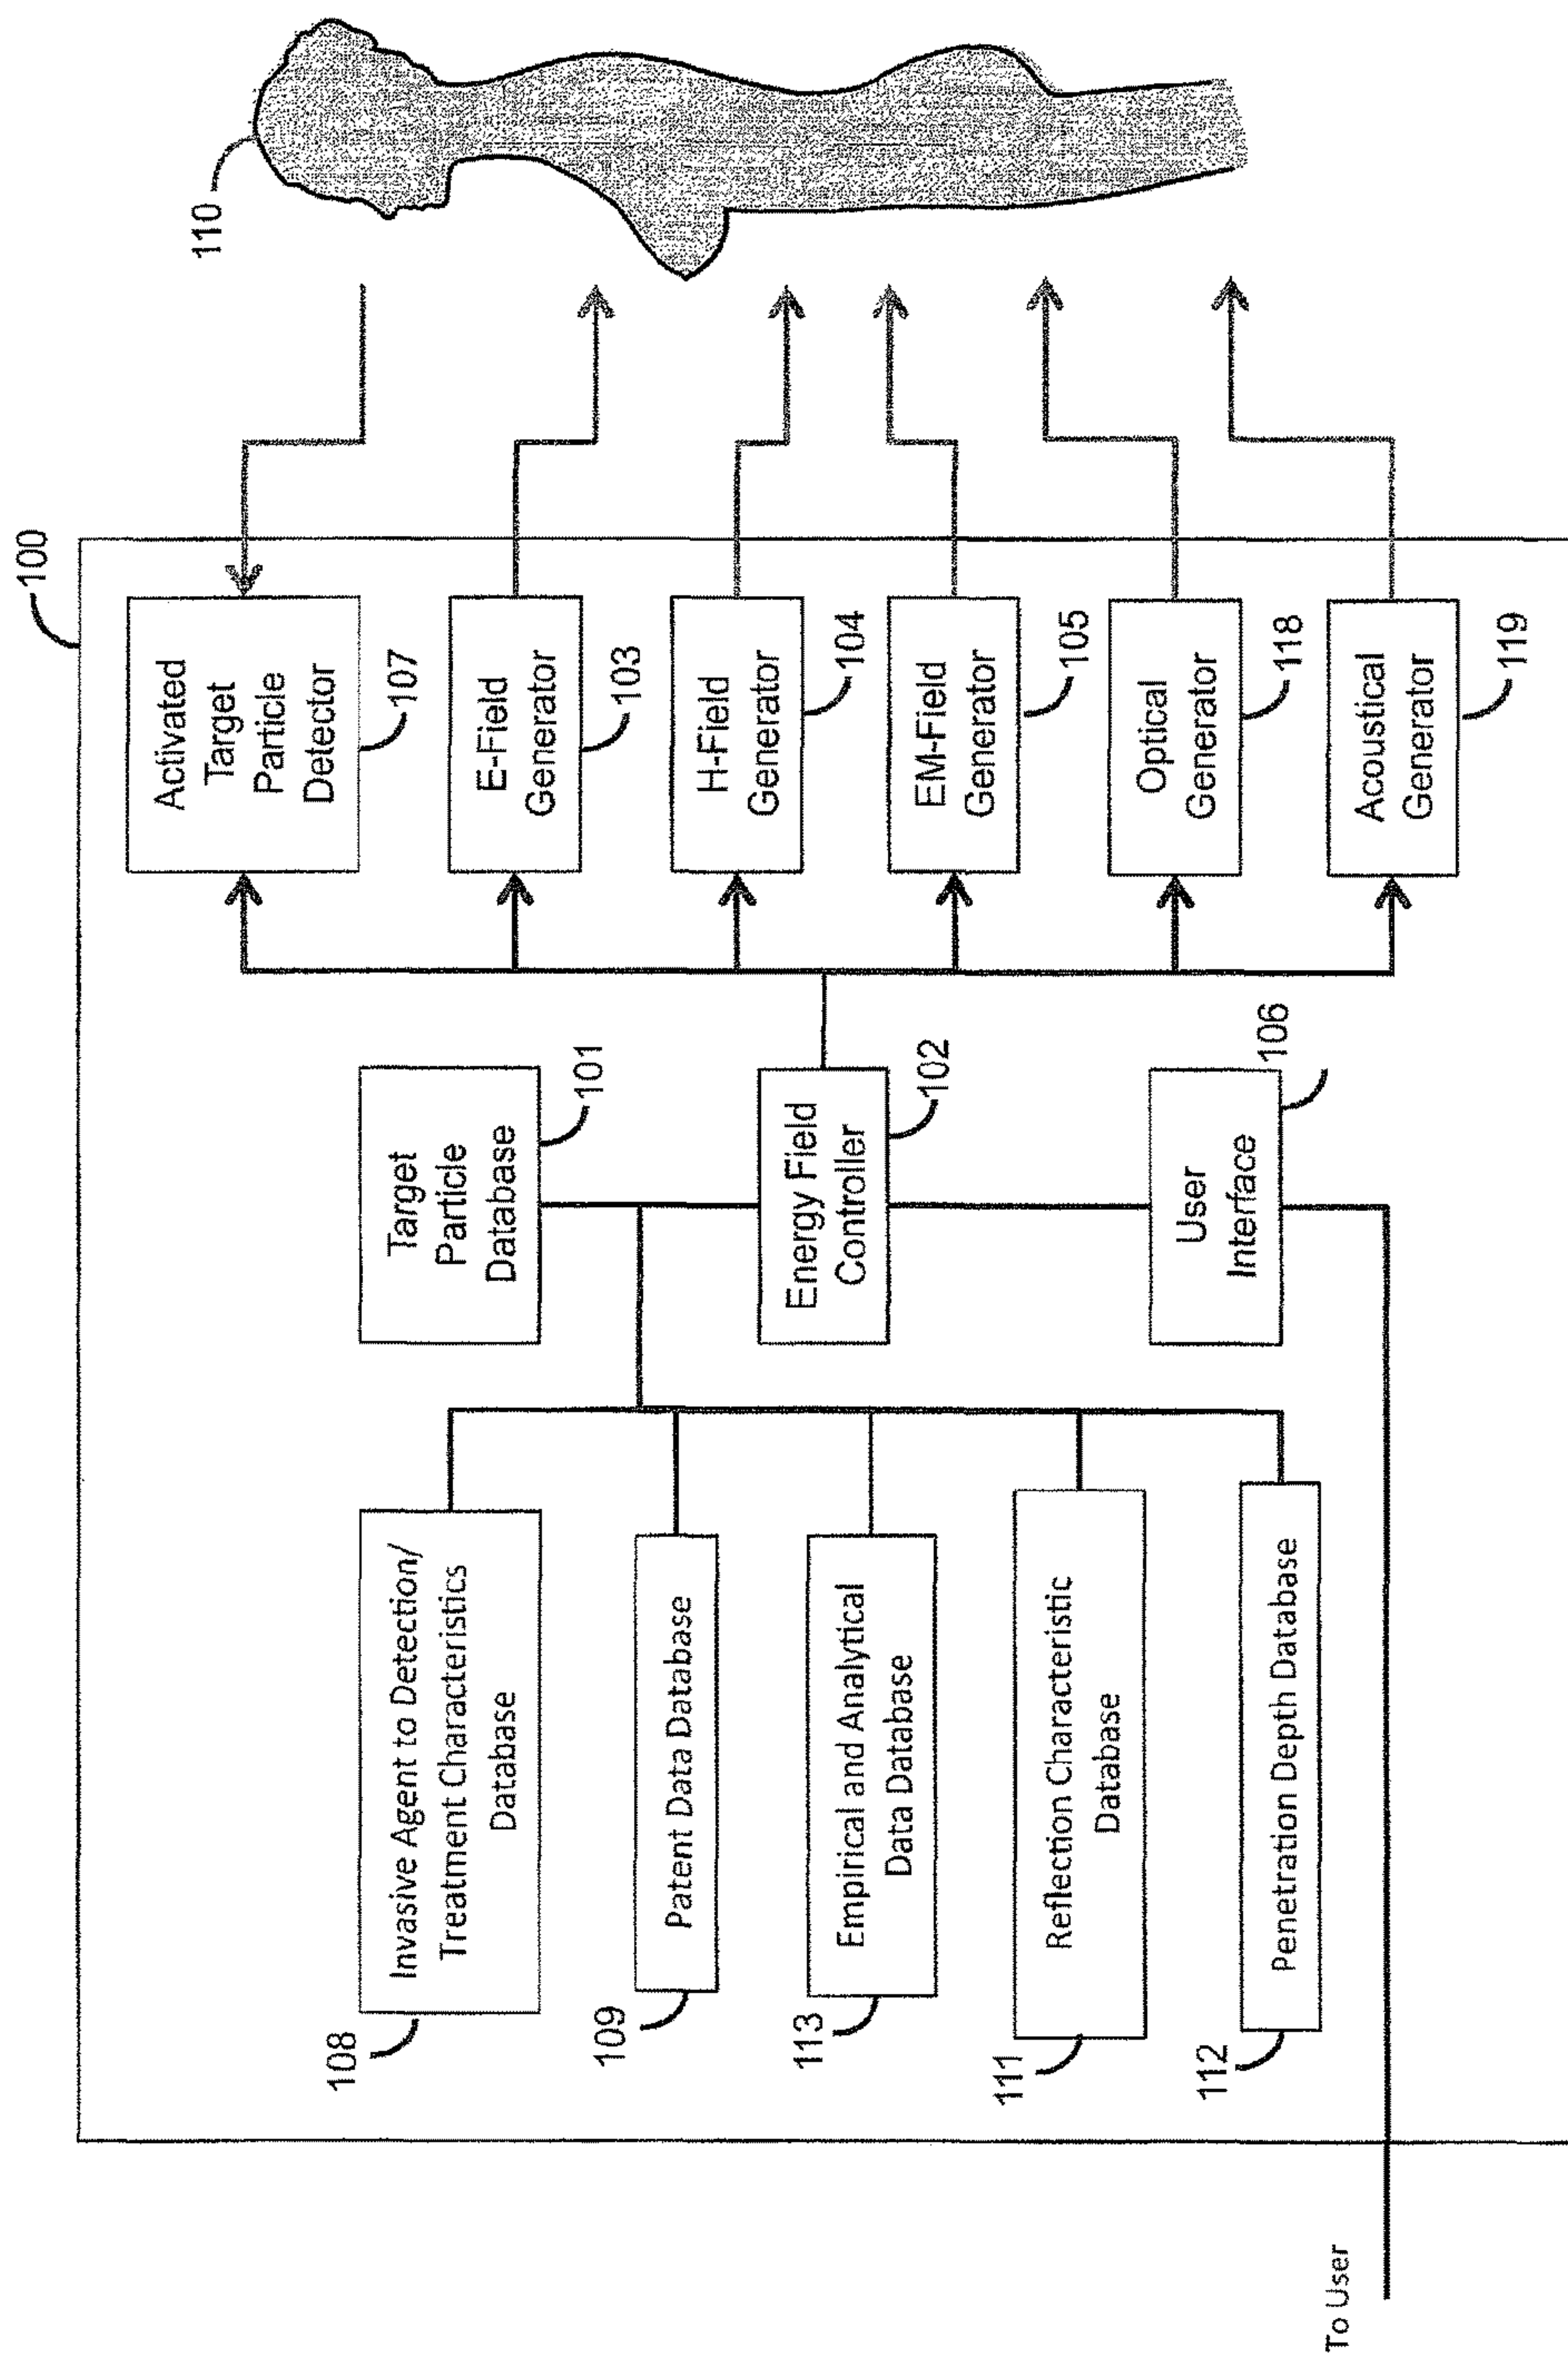 100
110
Invasive Agent to Detection/
Treatment Characteristics
Database
108
Patent Data Database
109
Empirical and Analytical
Data Database
113
Reflection Characteristic
Database
111
Penetration Depth Database
112
Target
Particle
Database
101
Energy Field
Controller
102
User
Interface
106
Activated
Target
Particle
Detector
107
E-Field
Generator
103
H-Field
Generator
104
EM-Field
Generator
105
Optical
Generator
118
Acoustical
Generator
119
To User